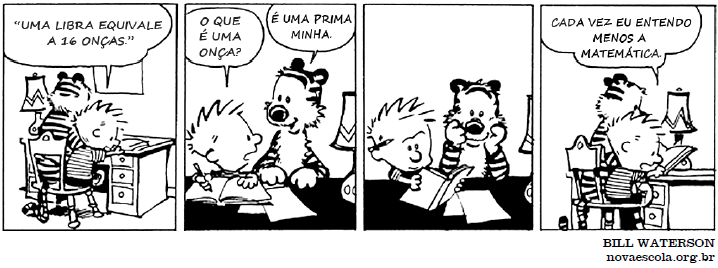 "UMA LIBRA EQUIVALE
A 16 ONÇAS."
O QUE
É UMA
ONÇA?
É UMA PRIMA
MINHA.
CADA VEZ EU ENTENDO
MENOS A
MATEMÁTICA.
BILL WATERSON
novaescola.org.br